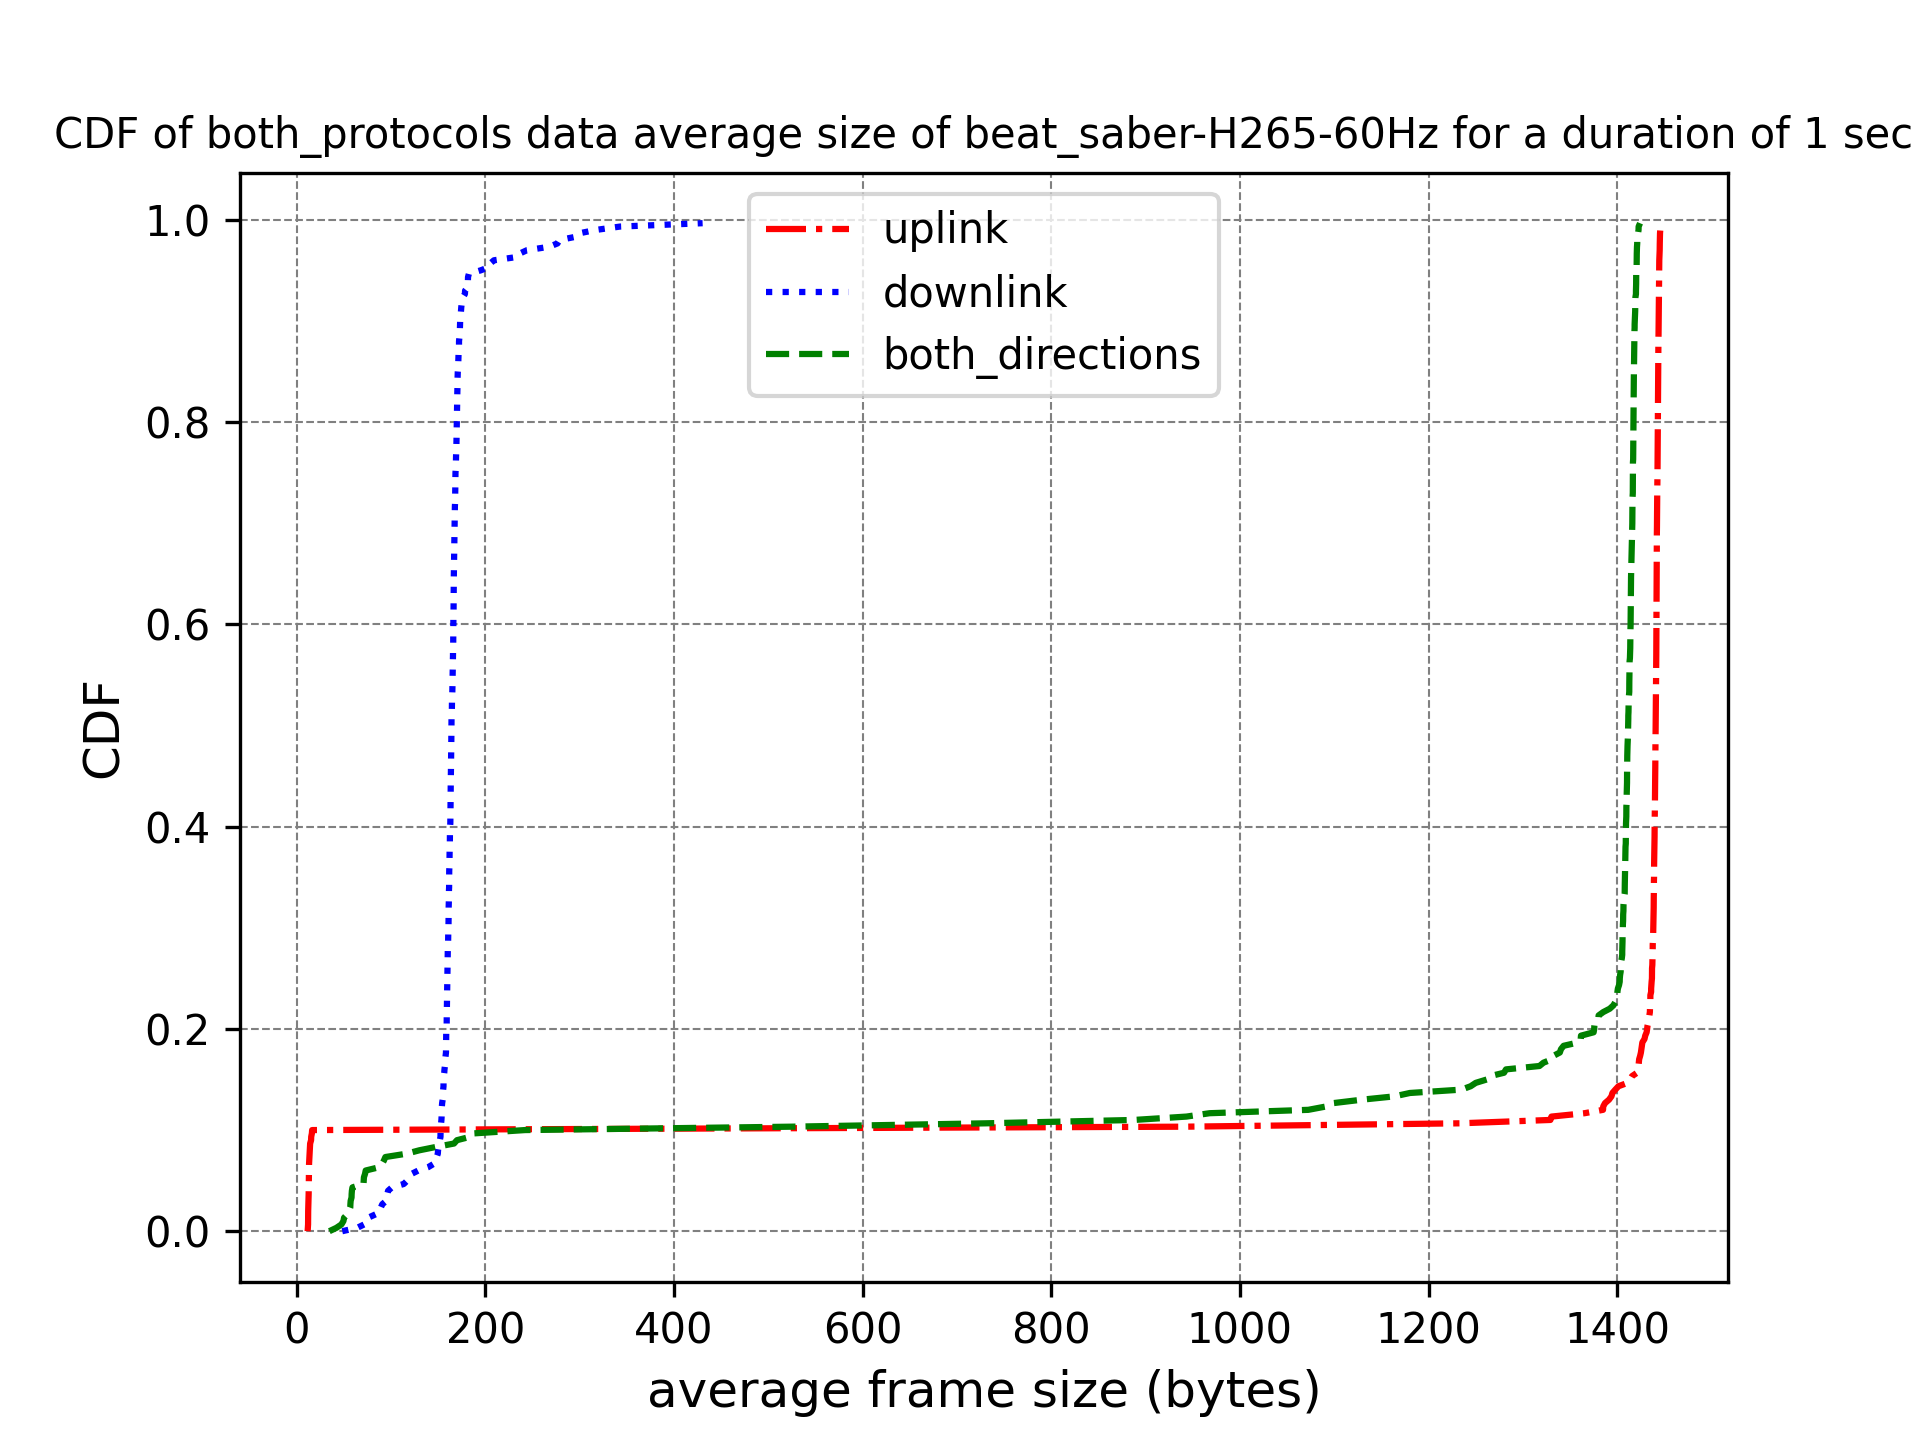 CDF of both_protocols data average size of beat_saber-H265-60Hz for a duration of 1 sec
uplink
downlink
both_directions
1.0
0.8
0.6
0.4
0.2
0.0
CDF
0 200 400 600 800 1000 1200 1400
average frame size (bytes)